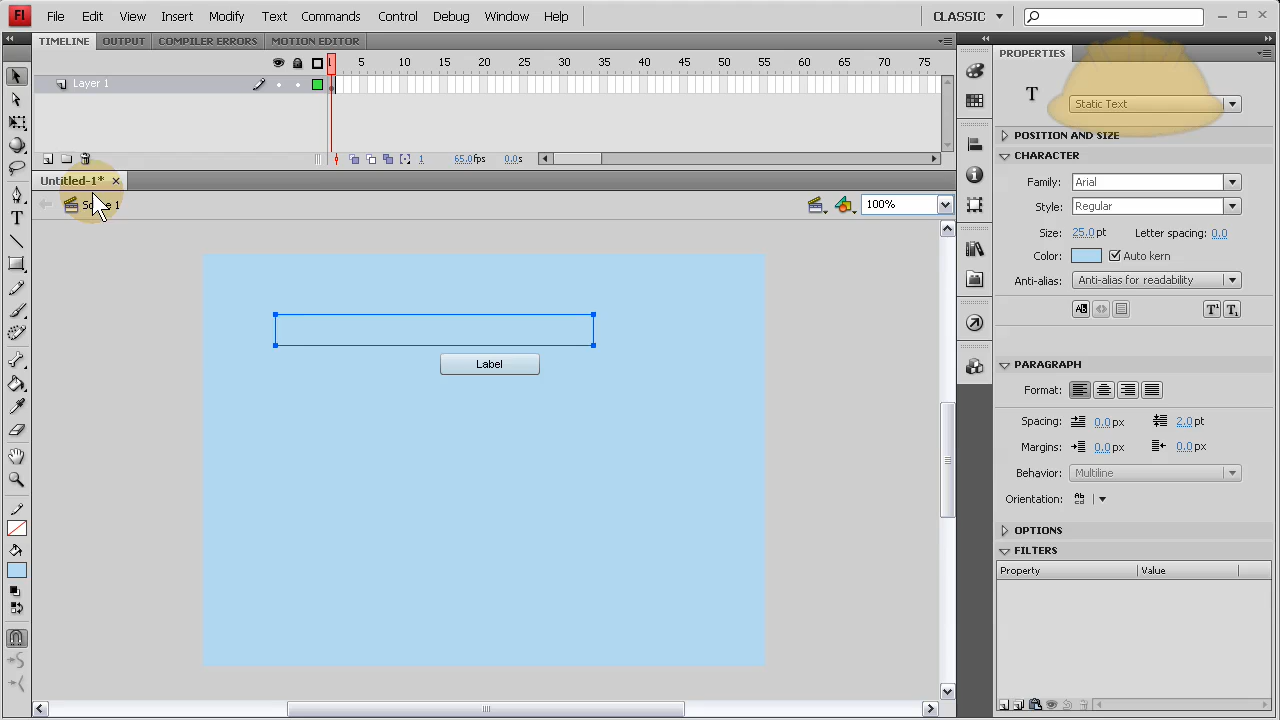 Fl File Edit View Insert Modify Text Commands Control Debug Window Help CLASSIC
TIMELINE OUTPUT COMPILER ERRORS MOTION EDITOR
PROPERTIES
1 5 10 15 20 25 30 35 40 45 50 55 60 65 70 75
Layer 1
T Static Text
POSITION AND SIZE
CHARACTER
1 65.0fps 0.0s
Untitled-1* ×
Family: Arial
Scene 1 100%
Style: Regular
Size: 25.0 pt Letter spacing: 0.0
Color: Auto kern
Anti-alias: Anti-alias for readability
Label
PARAGRAPH
Format:
Spacing: 0.0 px 2.0 pt
Margins: 0.0 px 0.0 px
Behavior: Multiline
Orientation:
OPTIONS
FILTERS
Property Value